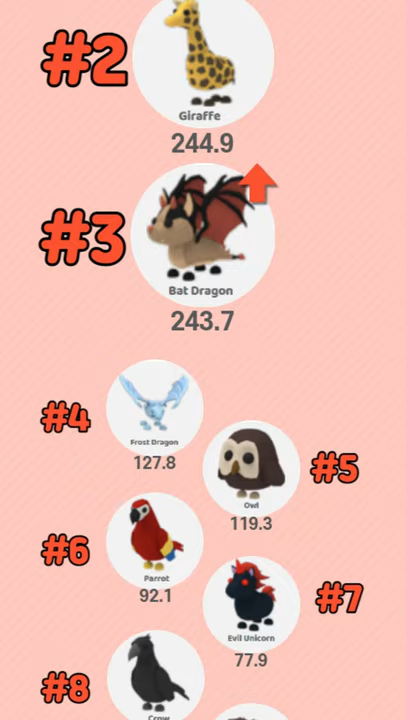 #2
Giraffe
244.9
#3
Bat Dragon
243.7
#4
Frost Dragon
127.8
#5
Owl
119.3
#6
Parrot
92.1
#7
Evil Unicorn
77.9
#8
Crow